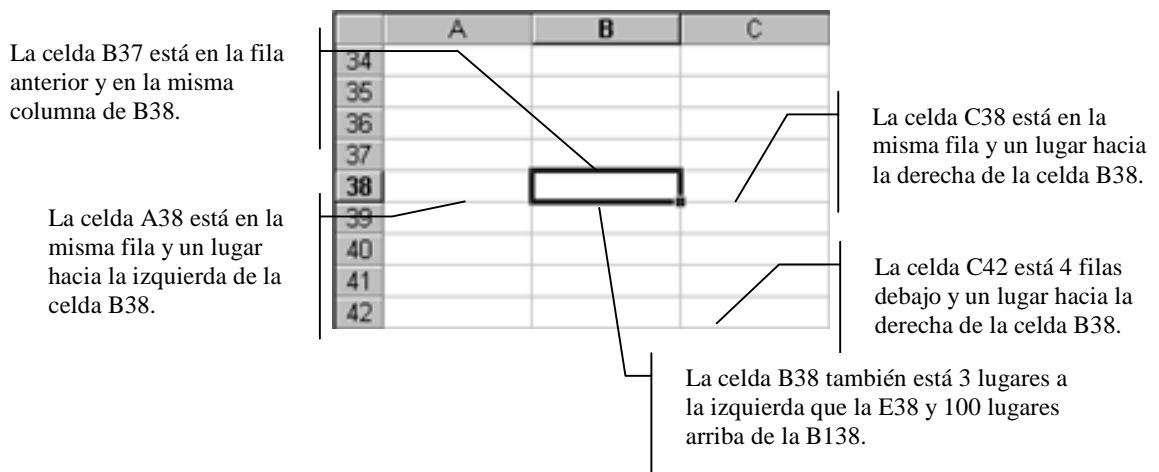 La celda B37 está en la fila
anterior y en la misma
columna de B38.
A B C
34
35
36
37
38
39
40
41
42
La celda C38 está en la
misma fila y un lugar hacia
la derecha de la celda B38.
La celda A38 está en la
misma fila y un lugar
hacia la izquierda de la
celda B38.
La celda C42 está 4 filas
debajo y un lugar hacia la
derecha de la celda B38.
La celda B38 también está 3 lugares a
la izquierda que la E38 y 100 lugares
arriba de la B138.